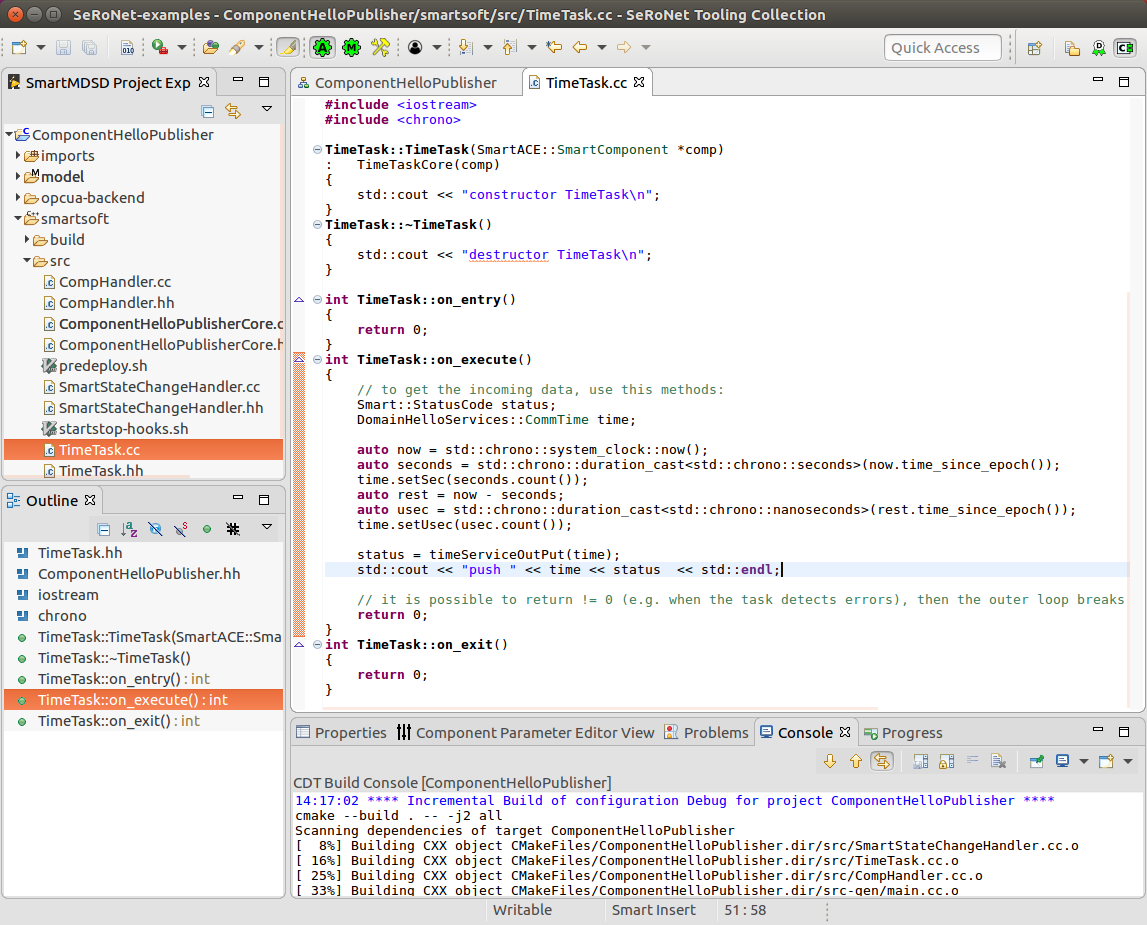 SeRoNet-examples - ComponentHelloPublisher/smartsoft/src/TimeTask.cc - SeRoNet Tooling Collection
010
A
M
Quick Access
D
C
SmartMDSD Project Exp
ComponentHelloPublisher
imports
model
opcua-backend
smartsoft
build
src
CompHandler.cc
CompHandler.hh
ComponentHelloPublisherCore.c
ComponentHelloPublisherCore.h
predeploy.sh
SmartStateChangeHandler.cc
SmartStateChangeHandler.hh
startstop-hooks.sh
TimeTask.cc
TimeTask.hh
Outline
TimeTask.hh
ComponentHelloPublisher.hh
iostream
chrono
TimeTask::TimeTask(SmartACE::Sma
TimeTask::~TimeTask()
TimeTask::on_entry() : int
TimeTask::on_execute() : int
TimeTask::on_exit() : int
ComponentHelloPublisher
TimeTask.cc
#include <iostream>
#include <chrono>
TimeTask::TimeTask(SmartACE::SmartComponent *comp)
:   TimeTaskCore(comp)
{
    std::cout << "constructor TimeTask\n";
}
TimeTask::~TimeTask()
{
    std::cout << "destructor TimeTask\n";
}
int TimeTask::on_entry()
{
    return 0;
}
int TimeTask::on_execute()
{
    // to get the incoming data, use this methods:
    Smart::StatusCode status;
    DomainHelloServices::CommTime time;
    auto now = std::chrono::system_clock::now();
    auto seconds = std::chrono::duration_cast<std::chrono::seconds>(now.time_since_epoch());
    time.setSec(seconds.count());
    auto rest = now - seconds;
    auto usec = std::chrono::duration_cast<std::chrono::nanoseconds>(rest.time_since_epoch());
    time.setUsec(usec.count());
    status = timeServiceOutPut(time);
    std::cout << "push " << time << status  << std::endl;
    // it is possible to return != 0 (e.g. when the task detects errors), then the outer loop breaks
    return 0;
}
int TimeTask::on_exit()
{
    return 0;
}
Properties
Component Parameter Editor View
Problems
Console
Progress
CDT Build Console [ComponentHelloPublisher]
14:17:02 **** Incremental Build of configuration Debug for project ComponentHelloPublisher ****
cmake --build . -- -j2 all
Scanning dependencies of target ComponentHelloPublisher
[  8%] Building CXX object CMakeFiles/ComponentHelloPublisher.dir/src/SmartStateChangeHandler.cc.o
[ 16%] Building CXX object CMakeFiles/ComponentHelloPublisher.dir/src/TimeTask.cc.o
[ 25%] Building CXX object CMakeFiles/ComponentHelloPublisher.dir/src/CompHandler.cc.o
[ 33%] Building CXX object CMakeFiles/ComponentHelloPublisher.dir/src-gen/main.cc.o
Writable
Smart Insert
51 : 58